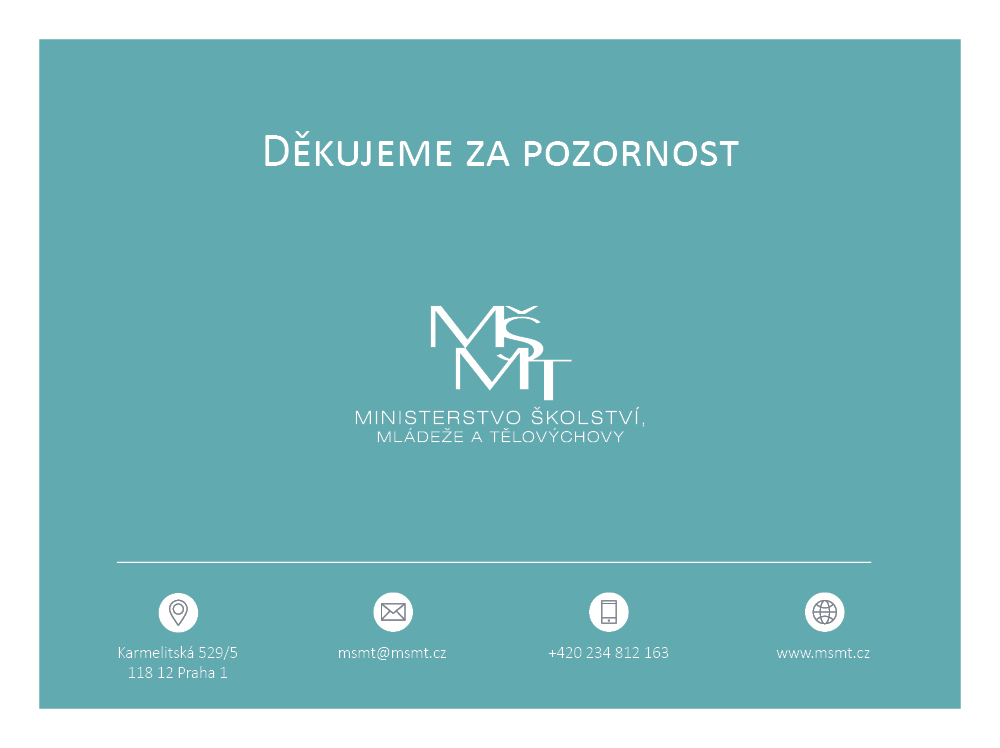 DĚKUJEME ZA POZORNOST
MŠ
MT
MINISTERSTVO ŠKOLSTVÍ,
MLÁDEŽE A TĚLOVÝCHOVY
Karmelitská 529/5
118 12 Praha 1
msmt@msmt.cz
+420 234 812 163
www.msmt.cz